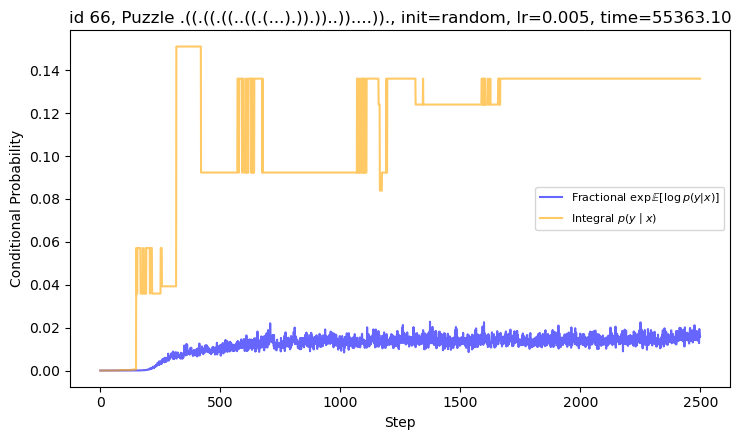 id 66, Puzzle .((.((.((..((.(...).)).))..))....))., init=random, lr=0.005, time=55363.10
Conditional Probability
0.14
0.12
0.10
0.08
0.06
0.04
0.02
0.00
Fractional exp𝔼[log p(y|x)]
Integral p(y | x)
0
500
1000
1500
2000
2500
Step